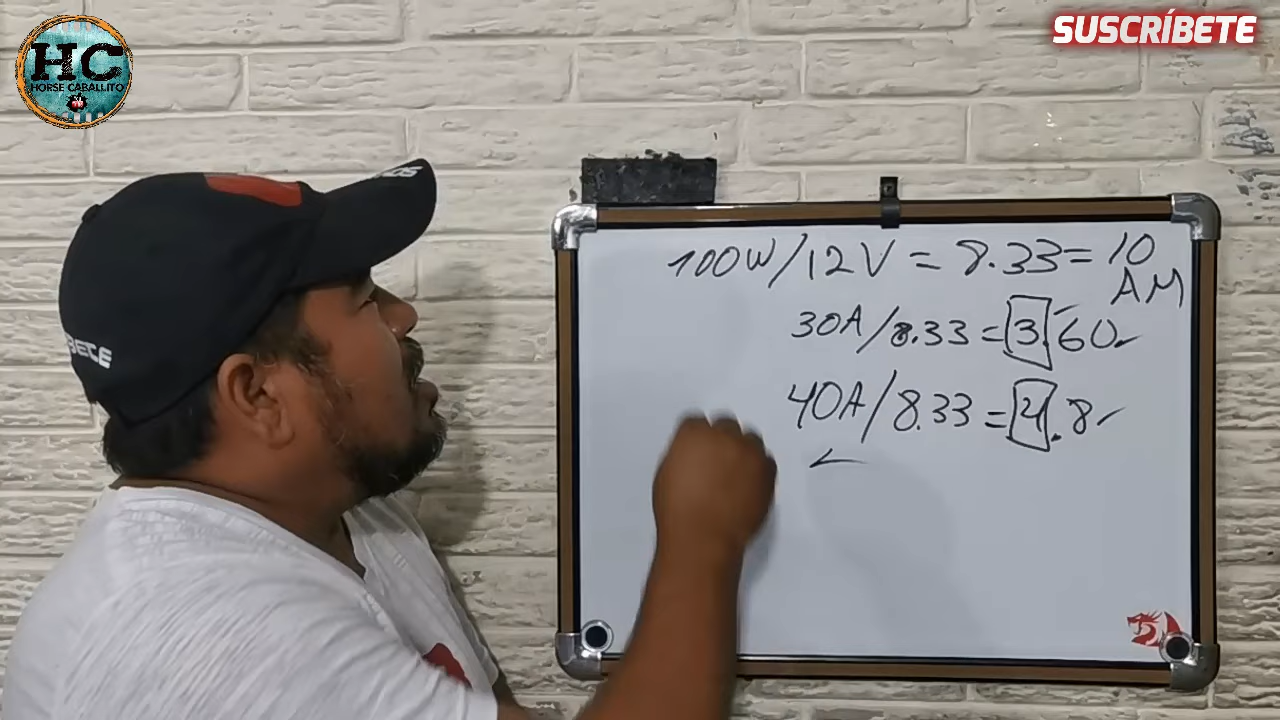 HC
HORSE CABALLITO
SUSCRÍBETE
100W/12V = 8.33 = 10
AM
30A/8.33 = 3.60
40A/8.33 = 4.8